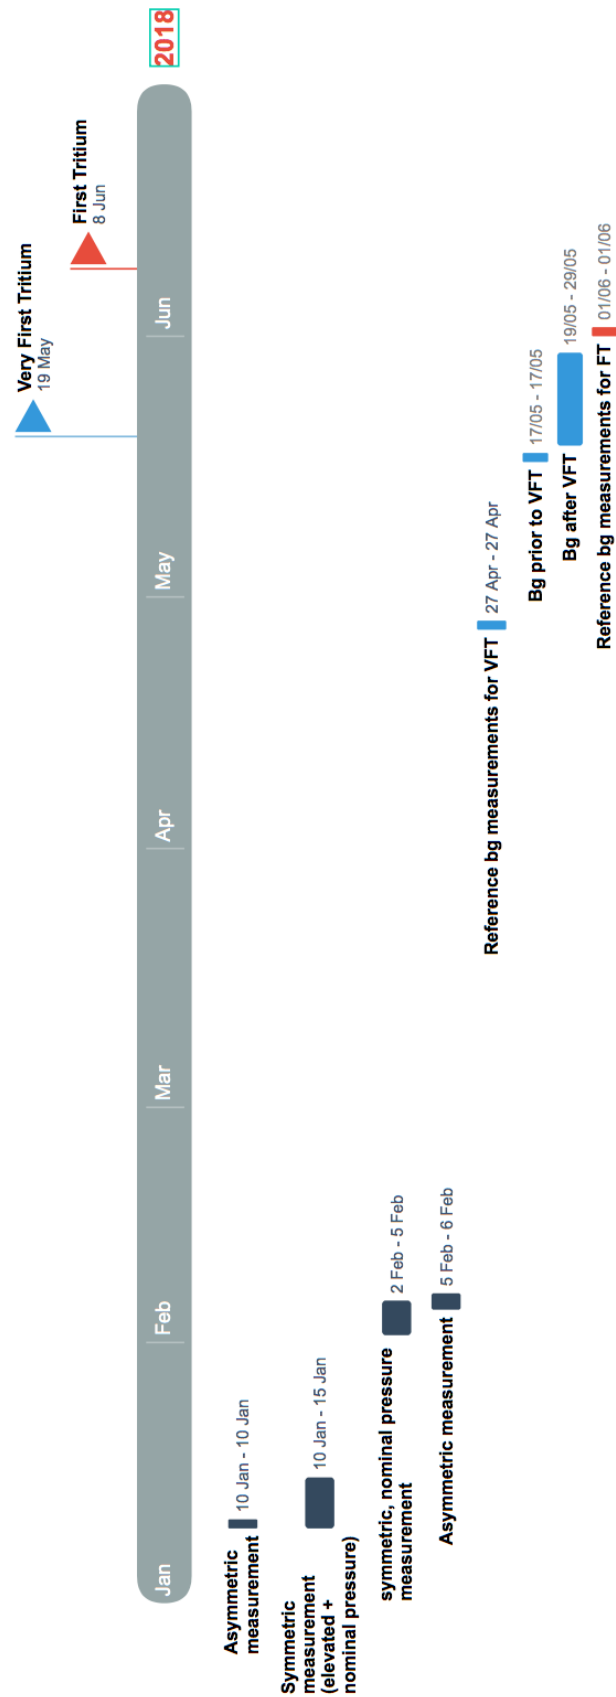 Very First Tritium
19 May
First Tritium
8 Jun
2018
Jan
Feb
Mar
Apr
May
Jun
Asymmetric
measurement
10 Jan - 10 Jan
Symmetric
measurement
(elevated +
nominal pressure)
10 Jan - 15 Jan
symmetric, nominal pressure
measurement
2 Feb - 5 Feb
Asymmetric measurement
5 Feb - 6 Feb
Reference bg measurements for VFT
27 Apr - 27 Apr
Bg prior to VFT
17/05 - 17/05
Bg after VFT
19/05 - 29/05
Reference bg measurements for FT
01/06 - 01/06